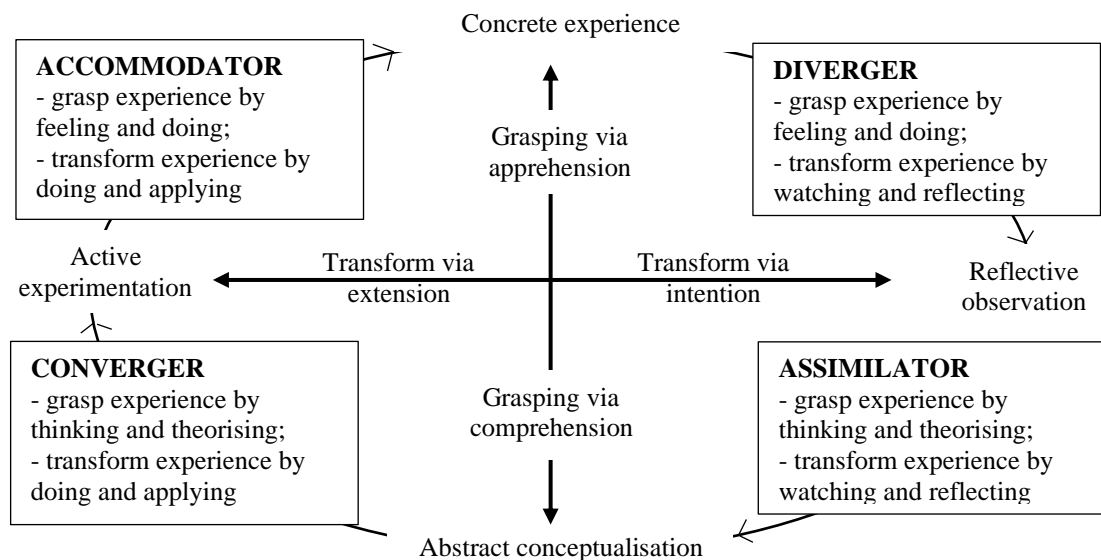 Concrete experience
ACCOMMODATOR
- grasp experience by
feeling and doing;
- transform experience by
doing and applying
DIVERGER
- grasp experience by
feeling and doing;
- transform experience by
watching and reflecting
Grasping via
apprehension
Active
experimentation
Transform via
extension
Transform via
intention
Reflective
observation
CONVERGER
- grasp experience by
thinking and theorising;
- transform experience by
doing and applying
Grasping via
comprehension
ASSIMILATOR
- grasp experience by
thinking and theorising;
- transform experience by
watching and reflecting
Abstract conceptualisation